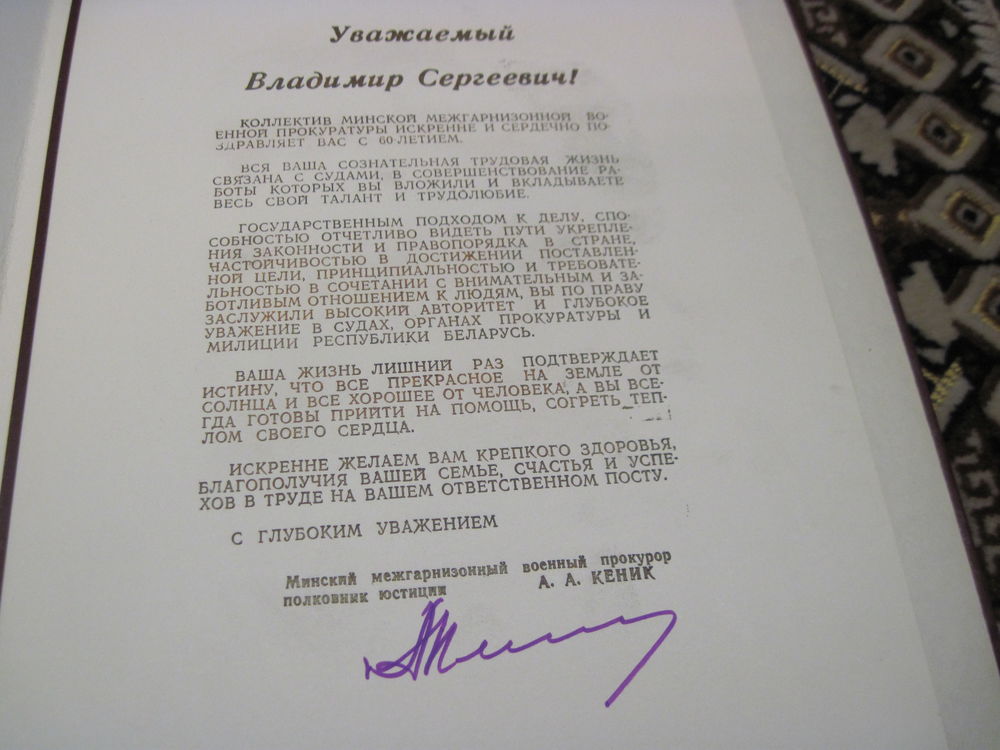 Уважаемый
Владимир Сергеевич!
КОЛЛЕКТИВ МИНСКОЙ МЕЖГАРНИЗОННОЙ ВО-
ЕННОЙ ПРОКУРАТУРЫ ИСКРЕННЕ И СЕРДЕЧНО ПО-
ЗДРАВЛЯЕТ ВАС С 60-ЛЕТИЕМ.
ВСЯ ВАША СОЗНАТЕЛЬНАЯ ТРУДОВАЯ ЖИЗНЬ
СВЯЗАНА С СУДАМИ, В СОВЕРШЕНСТВОВАНИЕ РА-
БОТЫ КОТОРЫХ ВЫ ВЛОЖИЛИ И ВКЛАДЫВАЕТЕ
ВЕСЬ СВОЙ ТАЛАНТ И ТРУДОЛЮБИЕ.
ГОСУДАРСТВЕННЫМ ПОДХОДОМ К ДЕЛУ, СПО-
СОБНОСТЬЮ ОТЧЕТЛИВО ВИДЕТЬ ПУТИ УКРЕПЛЕ-
НИЯ ЗАКОННОСТИ И ПРАВОПОРЯДКА В СТРАНЕ,
НАСТОЙЧИВОСТЬЮ В ДОСТИЖЕНИИ ПОСТАВЛЕН-
НОЙ ЦЕЛИ, ПРИНЦИПИАЛЬНОСТЬЮ И ТРЕБОВАТЕ-
ЛЬНОСТЬЮ В СОЧЕТАНИИ С ВНИМАТЕЛЬНЫМ И ЗА-
БОТЛИВЫМ ОТНОШЕНИЕМ К ЛЮДЯМ, ВЫ ПО ПРАВУ
ЗАСЛУЖИЛИ ВЫСОКИЙ АВТОРИТЕТ И ГЛУБОКОЕ
УВАЖЕНИЕ В СУДАХ, ОРГАНАХ ПРОКУРАТУРЫ И
МИЛИЦИИ РЕСПУБЛИКИ БЕЛАРУСЬ.
ВАША ЖИЗНЬ ЛИШНИЙ РАЗ ПОДТВЕРЖДАЕТ
ИСТИНУ, ЧТО ВСЕ ПРЕКРАСНОЕ НА ЗЕМЛЕ ОТ
СОЛНЦА И ВСЕ ХОРОШЕЕ ОТ ЧЕЛОВЕКА, А ВЫ ВСЕ-
ГДА ГОТОВЫ ПРИЙТИ НА ПОМОЩЬ, СОГРЕТЬ ТЕП-
ЛОМ СВОЕГО СЕРДЦА.
ИСКРЕННЕ ЖЕЛАЕМ ВАМ КРЕПКОГО ЗДОРОВЬЯ,
БЛАГОПОЛУЧИЯ ВАШЕЙ СЕМЬЕ, СЧАСТЬЯ И УСПЕ-
ХОВ В ТРУДЕ НА ВАШЕМ ОТВЕТСТВЕННОМ ПОСТУ.
С ГЛУБОКИМ УВАЖЕНИЕМ
Минский межгарнизонный военный прокурор
полковник юстиции А. А. КЕНИК